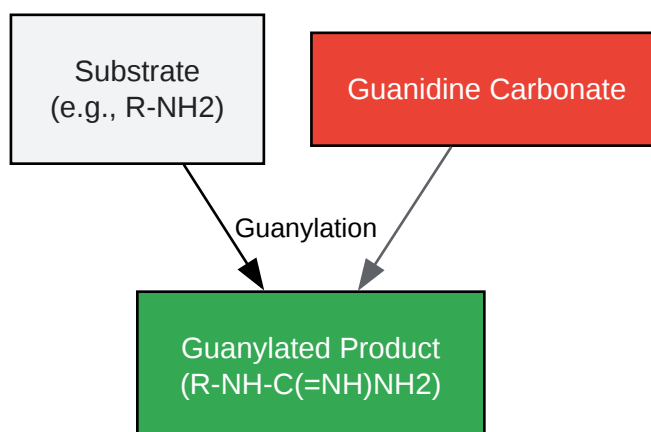 Substrate
(e.g., R-NH2)
Guanidine Carbonate
Guanylation
Guanylated Product
(R-NH-C(=NH)NH2)